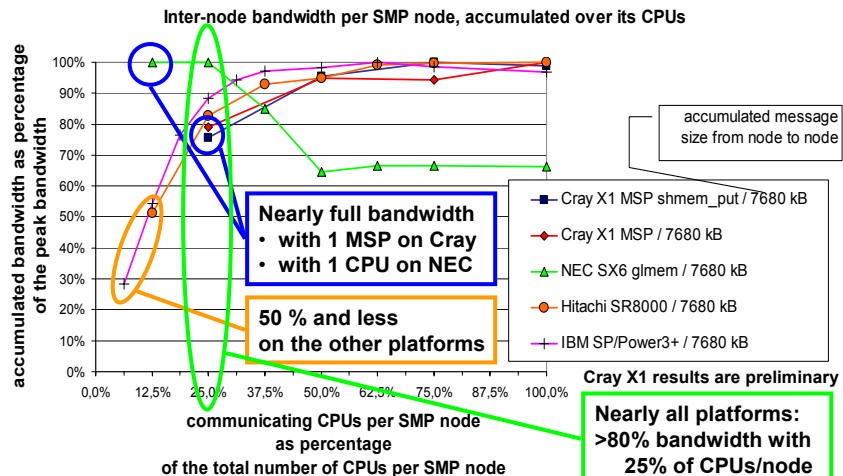 Inter-node bandwidth per SMP node, accumulated over its CPUs
accumulated bandwidth as percentage
of the peak bandwidth
100%
90%
80%
70%
60%
50%
40%
30%
20%
10%
0%
0,0%
12,5%
25,0%
37,5%
50,0%
62,5%
75,0%
87,5%
100,0%
communicating CPUs per SMP node
as percentage
of the total number of CPUs per SMP node
Nearly full bandwidth
• with 1 MSP on Cray
• with 1 CPU on NEC
50 % and less
on the other platforms
accumulated message
size from node to node
Cray X1 MSP shmem_put / 7680 kB
Cray X1 MSP / 7680 kB
NEC SX6 glmem / 7680 kB
Hitachi SR8000 / 7680 kB
IBM SP/Power3+ / 7680 kB
Cray X1 results are preliminary
Nearly all platforms:
>80% bandwidth with
25% of CPUs/node